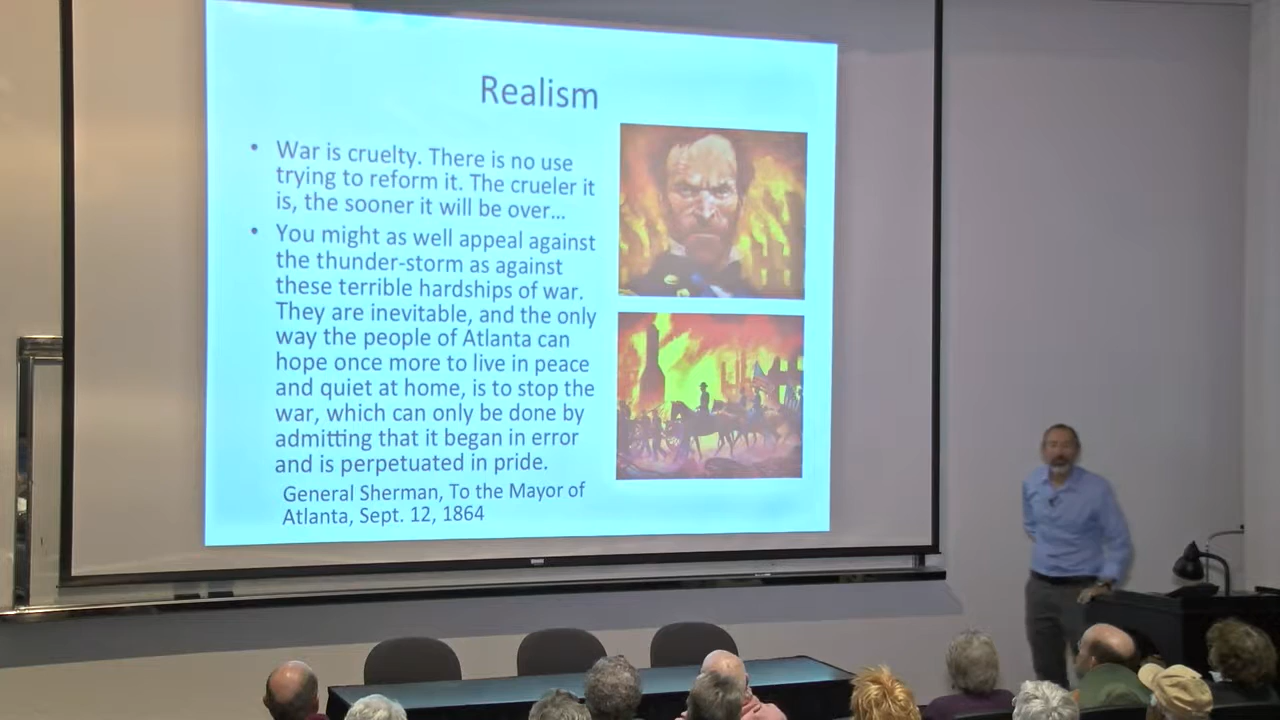 Realism
• War is cruelty. There is no use
trying to reform it. The crueler it
is, the sooner it will be over...
• You might as well appeal against
the thunder-storm as against
these terrible hardships of war.
They are inevitable, and the only
way the people of Atlanta can
hope once more to live in peace
and quiet at home, is to stop the
war, which can only be done by
admitting that it began in error
and is perpetuated in pride.
General Sherman, To the Mayor of
Atlanta, Sept. 12, 1864